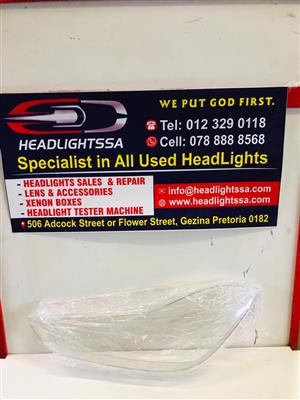 WE PUT GOD FIRST.
HEADLIGHTSSA
Tel: 012 329 0118
Cell: 078 888 8568
Specialist in All Used HeadLights
- HEADLIGHTS SALES & REPAIR
- LENS & ACCESSORIES
- XENON BOXES
- HEADLIGHT TESTER MACHINE
info@headlightssa.com
www.headlightssa.com
506 Adcock Street or Flower Street, Gezina Pretoria 0182